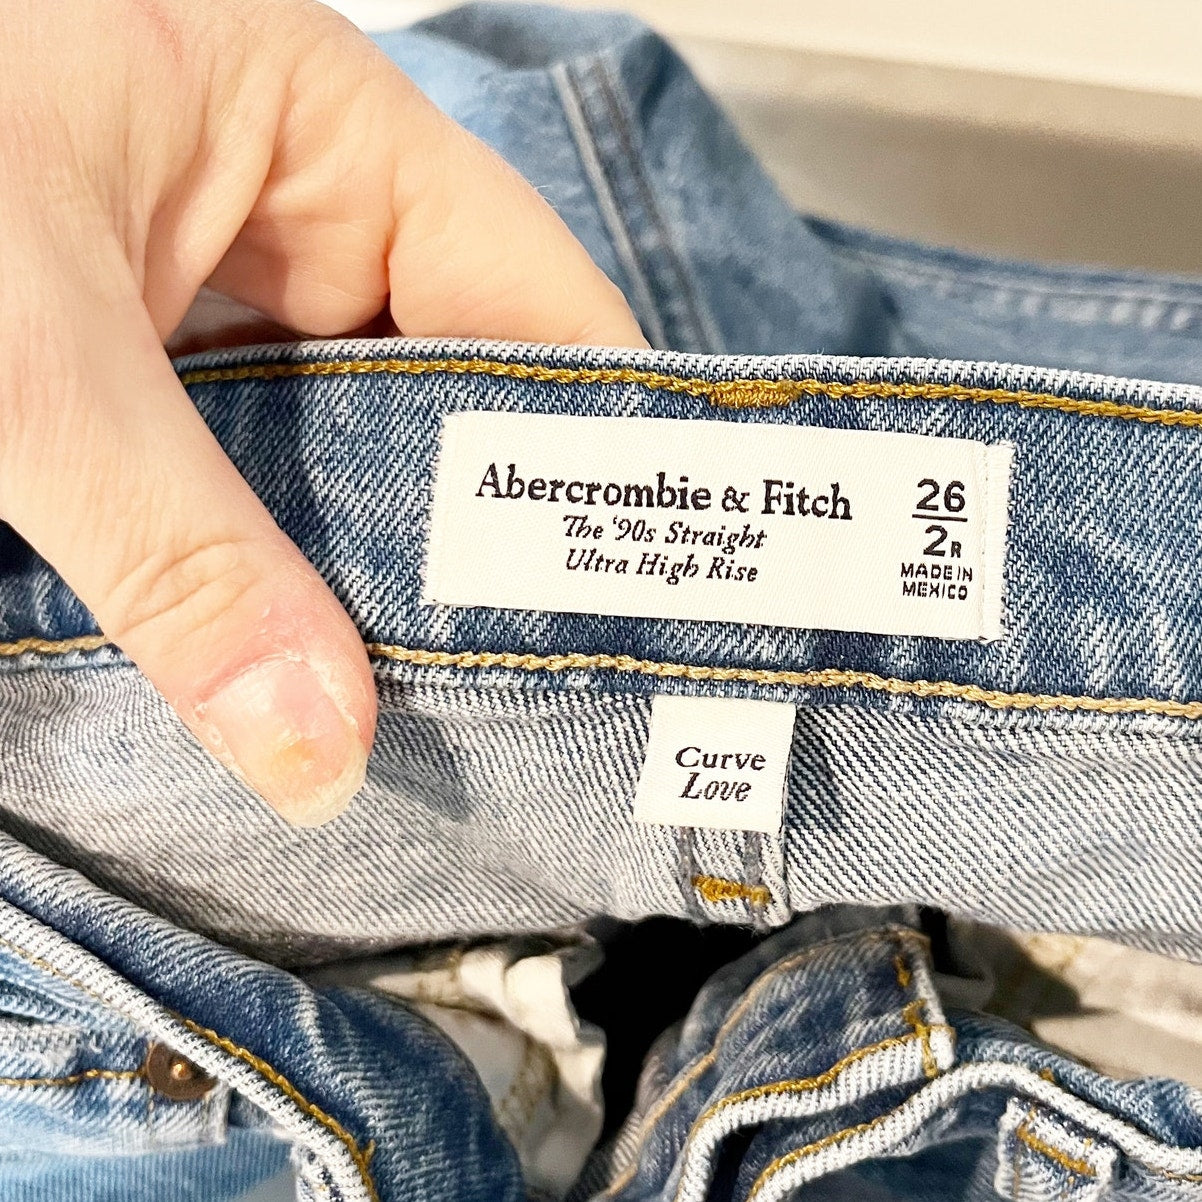 Abercrombie & Fitch
The '90s Straight
Ultra High Rise
26
2R
MADE IN
MEXICO
Curve
Love